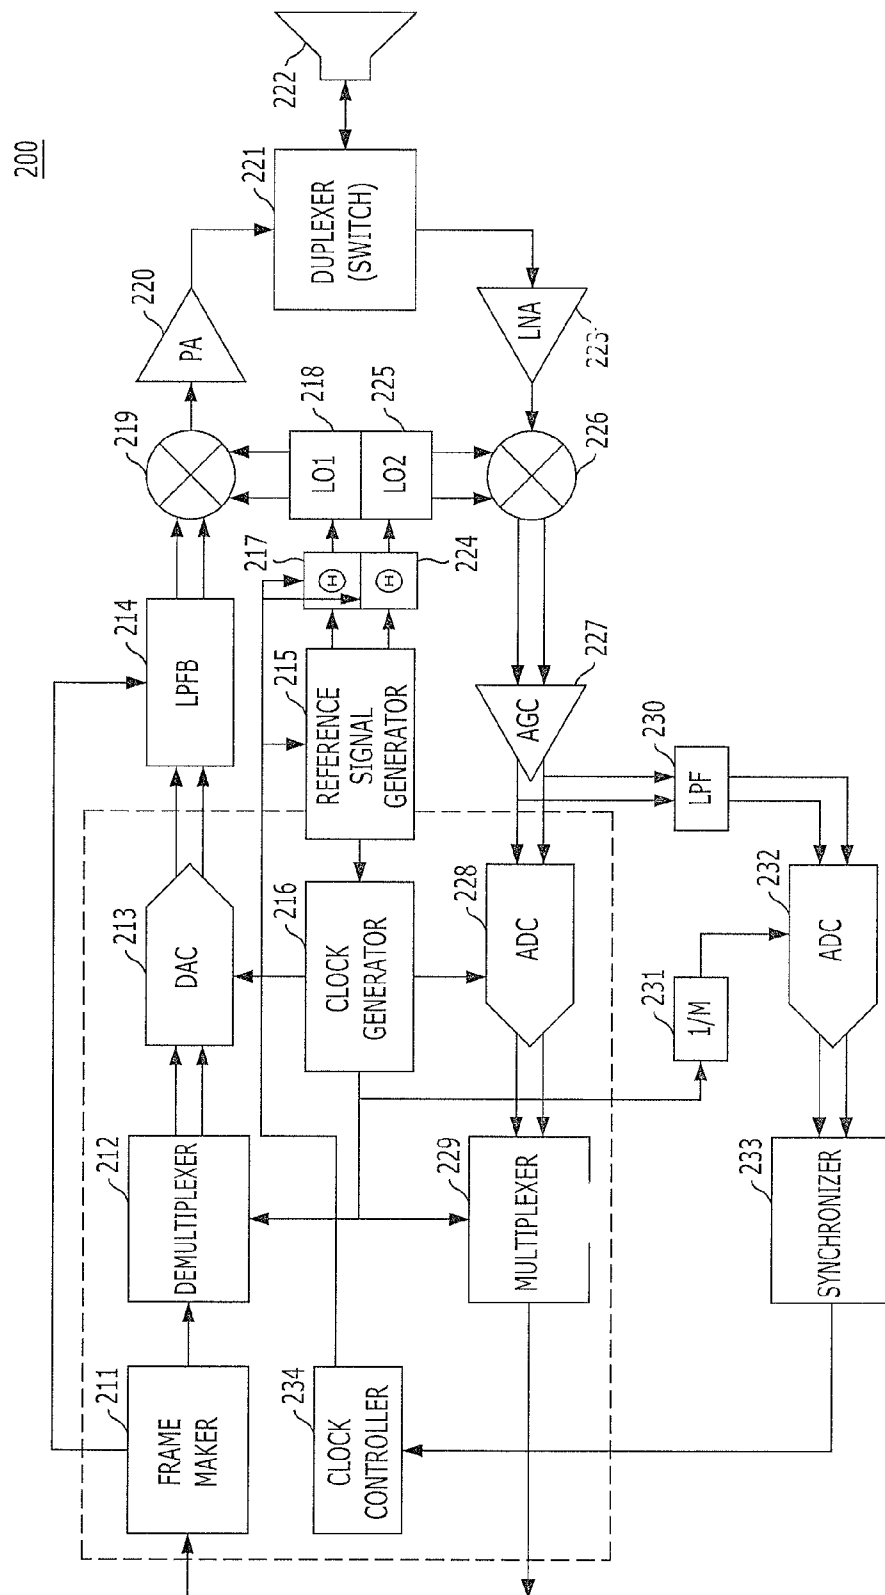 200
211
FRAME
MAKER
212
DEMULTIPLEXER
213
DAC
214
LPFB
219
220
PA
221
DUPLEXER
(SWITCH)
222
234
CLOCK
CONTROLLER
216
CLOCK
GENERATOR
215
REFERENCE
SIGNAL
GENERATOR
217
H
H
224
218
LO1
LO2
225
229
MULTIPLEXER
228
ADC
227
AGC
226
LNA
223
233
SYNCHRONIZER
231
1/M
232
ADC
230
LPF